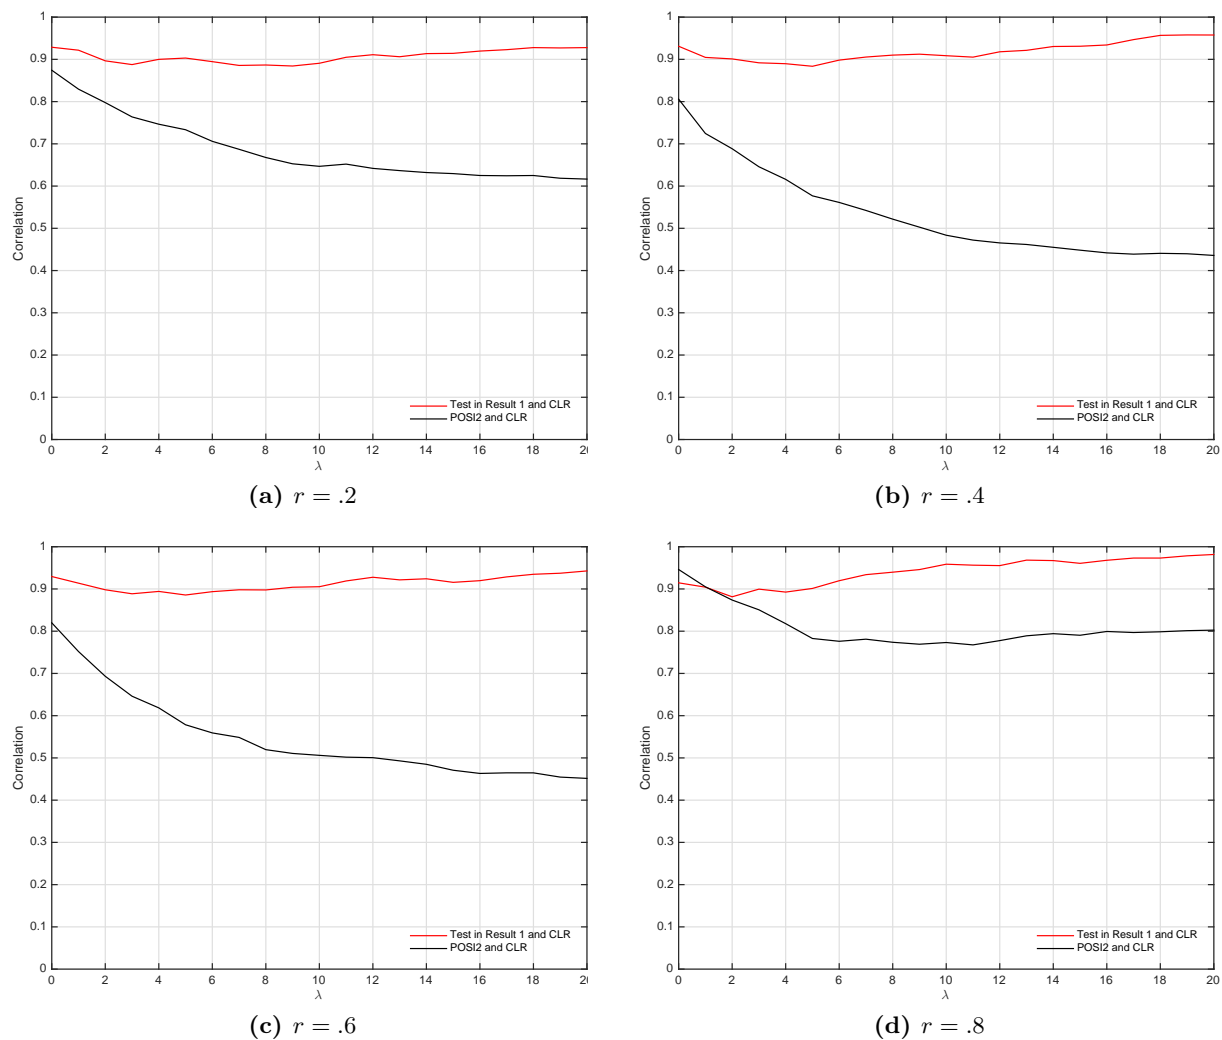 1
0.9
0.8
0.7
0.6
0.5
0.4
0.3
0.2
0.1
0
Correlation
0 2 4 6 8 10 12 14 16 18 20
λ
Test in Result 1 and CLR
POSI2 and CLR
(a) r = .2
1
0.9
0.8
0.7
0.6
0.5
0.4
0.3
0.2
0.1
0
Correlation
0 2 4 6 8 10 12 14 16 18 20
λ
Test in Result 1 and CLR
POSI2 and CLR
(b) r = .4
1
0.9
0.8
0.7
0.6
0.5
0.4
0.3
0.2
0.1
0
Correlation
0 2 4 6 8 10 12 14 16 18 20
λ
Test in Result 1 and CLR
POSI2 and CLR
(c) r = .6
1
0.9
0.8
0.7
0.6
0.5
0.4
0.3
0.2
0.1
0
Correlation
0 2 4 6 8 10 12 14 16 18 20
λ
Test in Result 1 and CLR
POSI2 and CLR
(d) r = .8